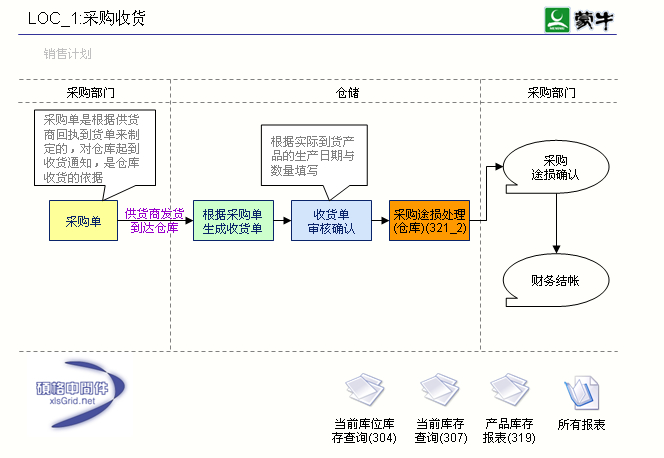 LOC_1:采购收货
蒙牛
销售计划
采购部门
仓储
采购部门
采购单是根据供货
商回执到货单来制
定的，对仓库起到
收货通知，是仓库
收货的依据
根据实际到货产
品的生产日期与
数量填写
采购
途损确认
采购单
供货商发货
到达仓库
根据采购单
生成收货单
收货单
审核确认
采购途损处理
(仓库)(321_2)
财务结帐
硕格中间件
xlsGrid.net
当前库位库
存查询(304)
当前库存
查询(307)
产品库存
报表(319)
所有报表